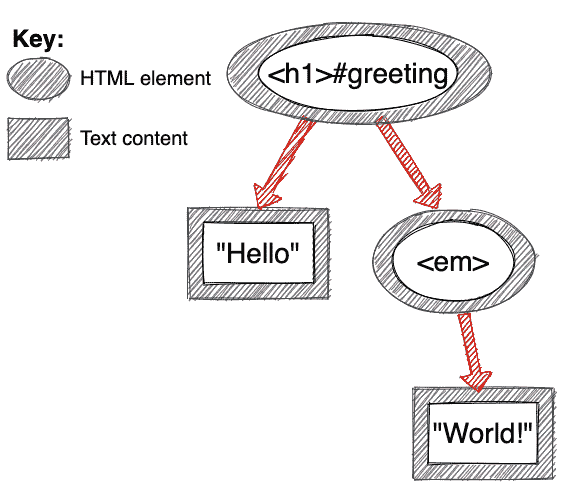 Key:
HTML element
Text content
<h1>#greeting
"Hello"
<em>
"World!"